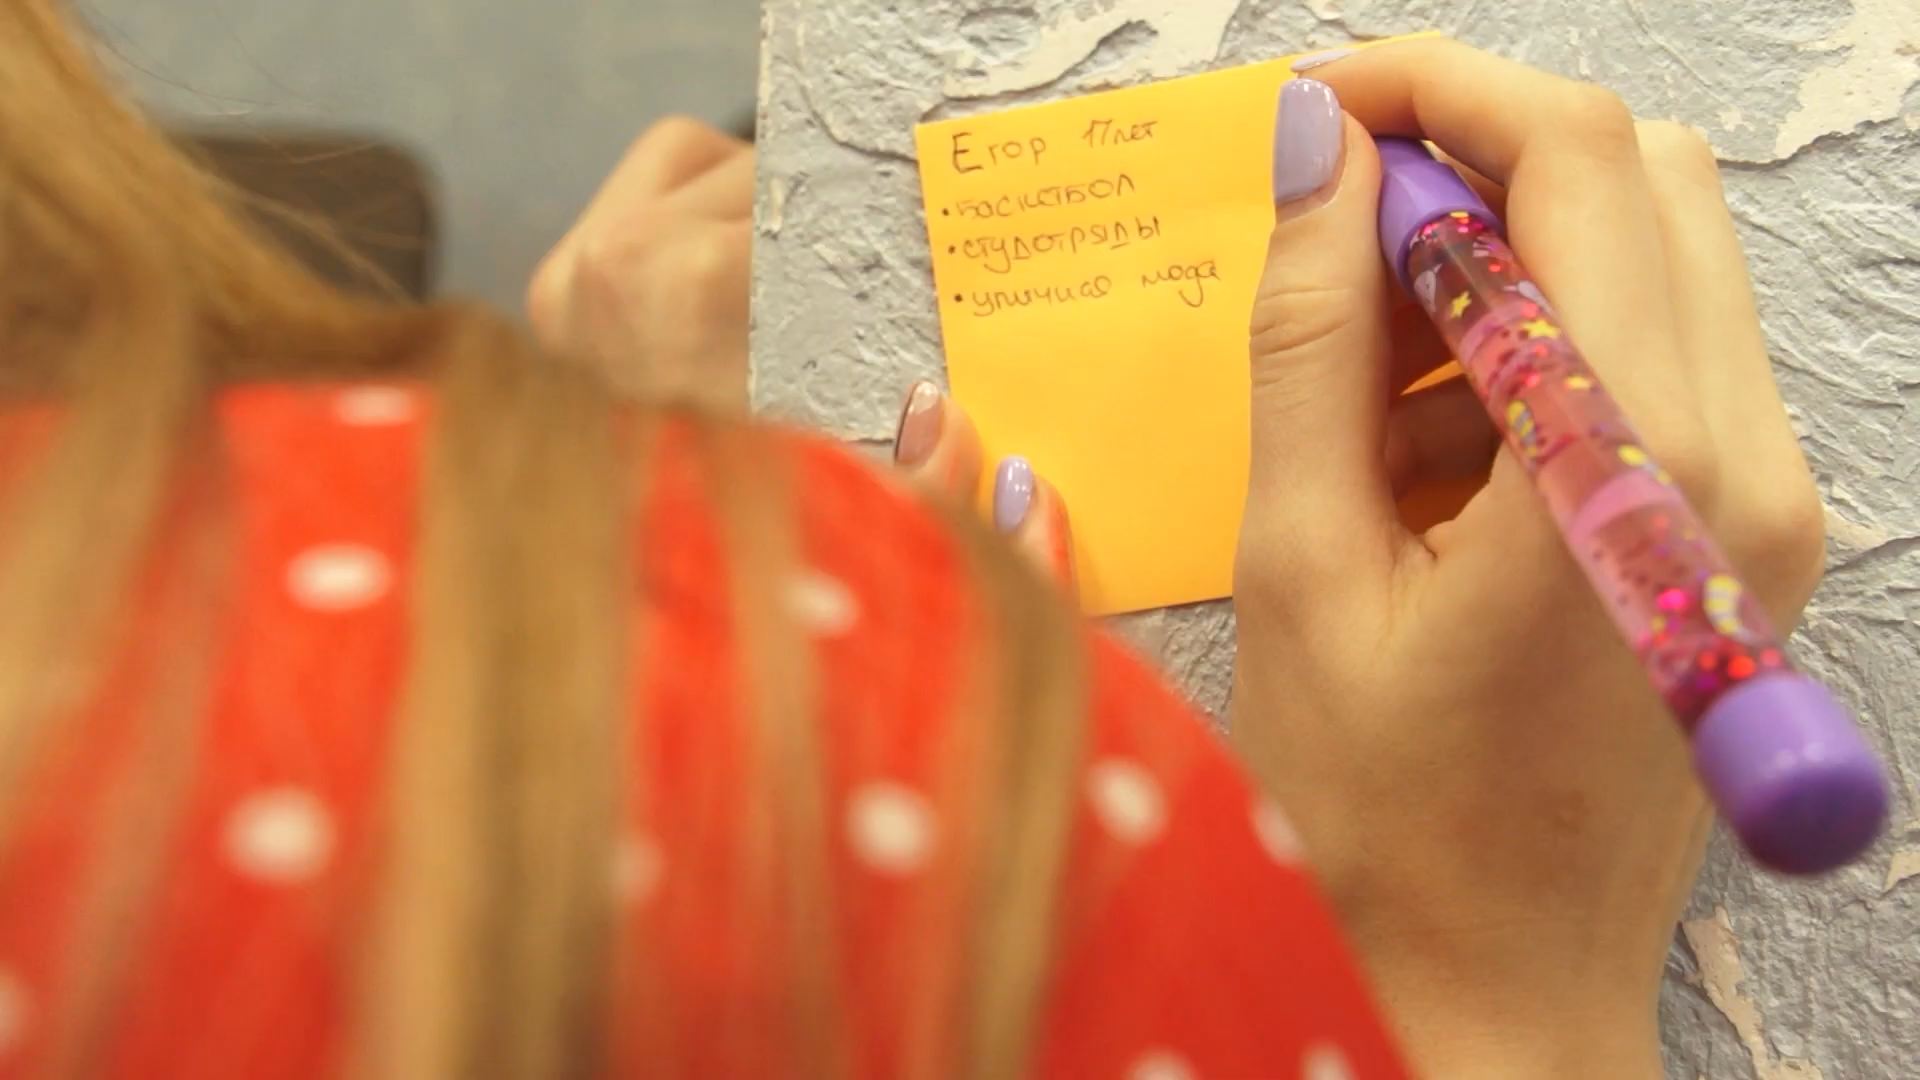 Егор 17лет
• баскетбол
• студотряды
• уличная мода